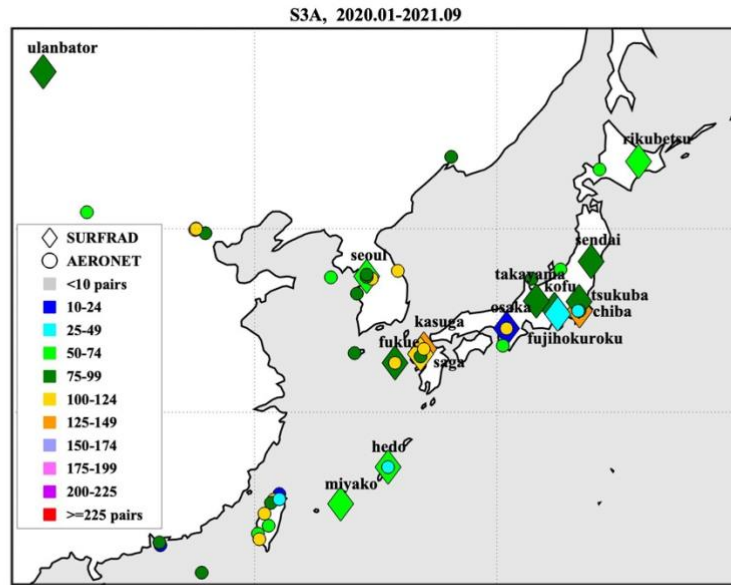 S3A, 2020.01-2021.09
ulanbator
rikubetsu
SURFRAD
AERONET
<10 pairs
10-24
25-49
50-74
75-99
100-124
125-149
150-174
175-199
200-225
>=225 pairs
seoul
sendai
takayama
kofu
tsukuba
osaka
chiba
kasuga
fujihokuroku
fukue
saga
hedo
miyako